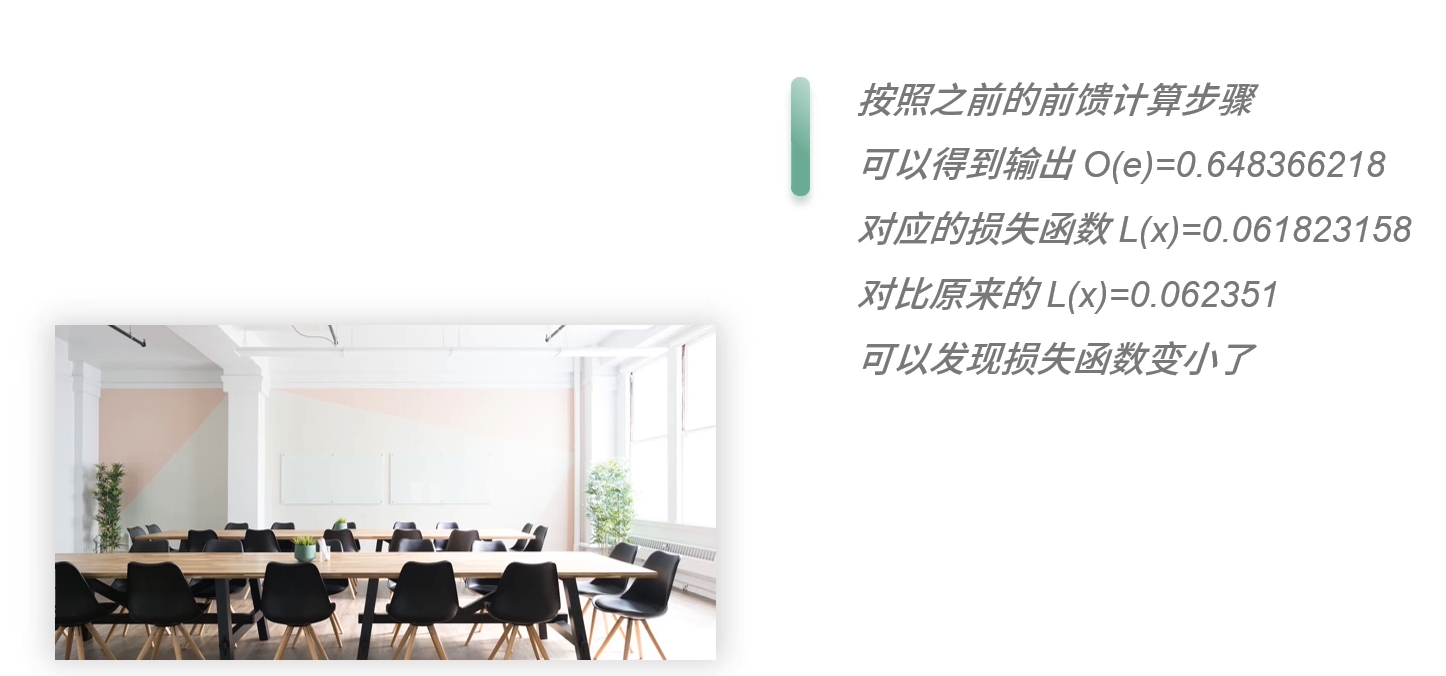 按照之前的前馈计算步骤
可以得到输出 O(e)=0.648366218
对应的损失函数 L(x)=0.061823158
对比原来的 L(x)=0.062351
可以发现损失函数变小了